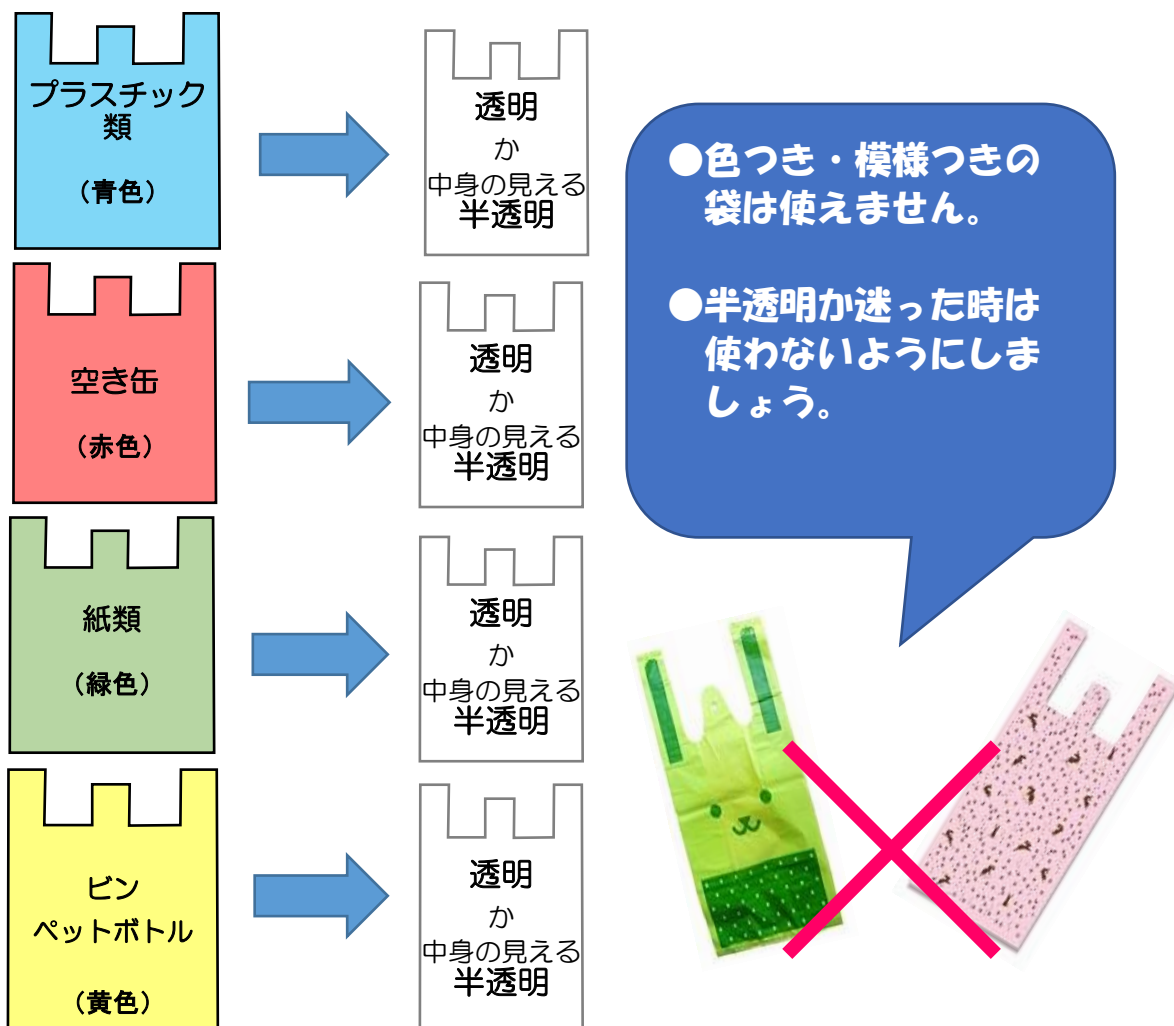 プラスチック
類
（青色）
透明
か
中身の見える
半透明
空き缶
（赤色）
透明
か
中身の見える
半透明
紙類
（緑色）
透明
か
中身の見える
半透明
ビン
ペットボトル
（黄色）
透明
か
中身の見える
半透明
●色つき・模様つきの
袋は使えません。
●半透明か迷った時は
使わないようにしま
しょう。